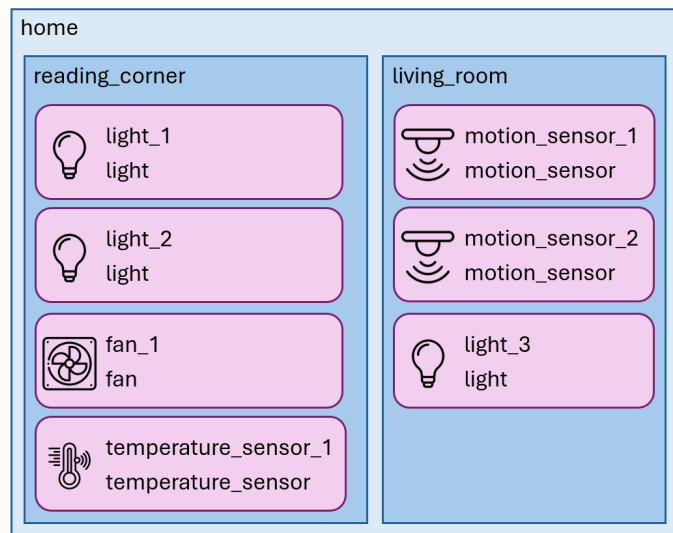 home
reading_corner
light_1
light
light_2
light
fan_1
fan
temperature_sensor_1
temperature_sensor
living_room
motion_sensor_1
motion_sensor
motion_sensor_2
motion_sensor
light_3
light